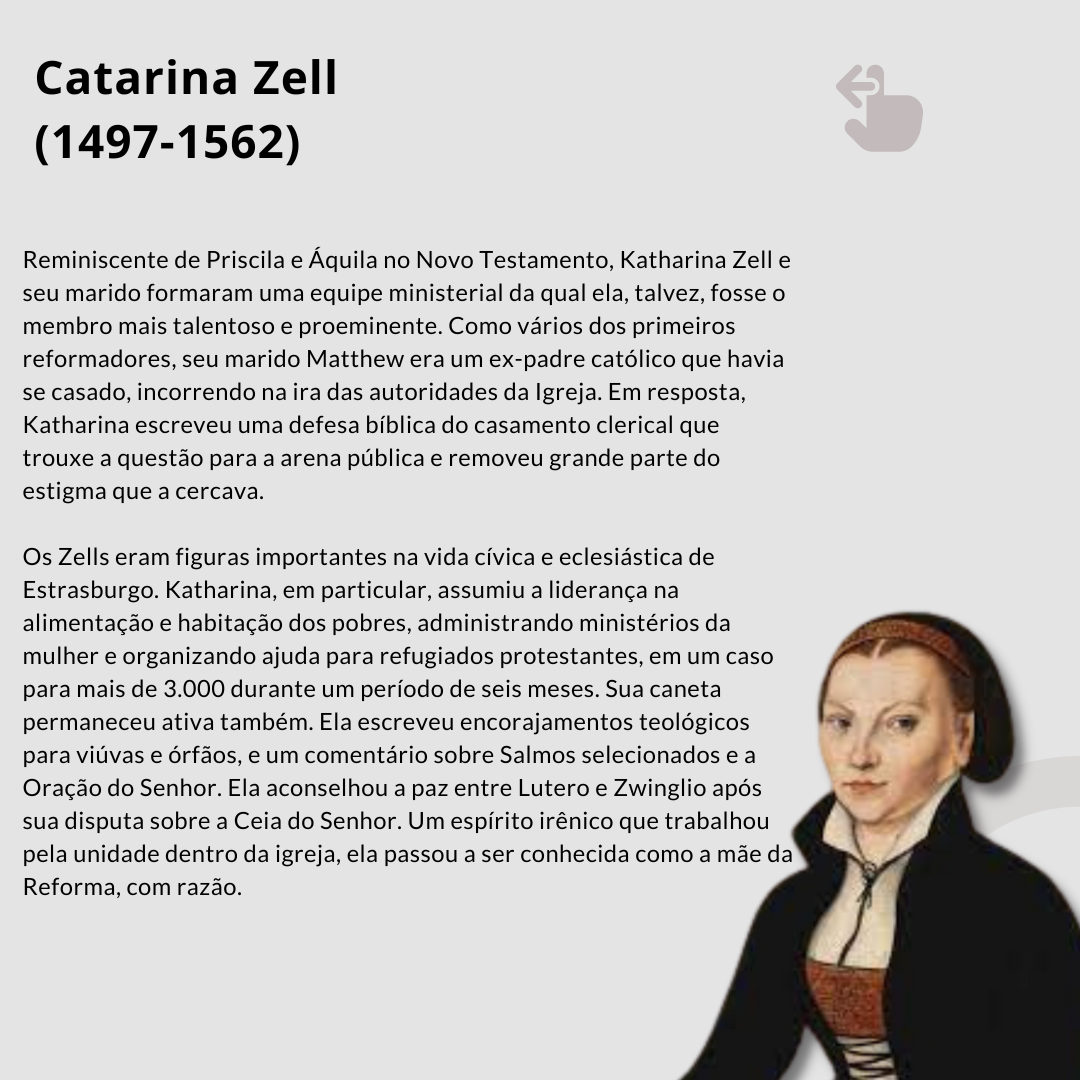 Catarina Zell
(1497-1562)
Reminiscente de Priscila e Áquila no Novo Testamento, Katharina Zell e
seu marido formaram uma equipe ministerial da qual ela, talvez, fosse o
membro mais talentoso e proeminente. Como vários dos primeiros
reformadores, seu marido Matthew era um ex-padre católico que havia
se casado, incorrendo na ira das autoridades da Igreja. Em resposta,
Katharina escreveu uma defesa bíblica do casamento clerical que
trouxe a questão para a arena pública e removeu grande parte do
estigma que a cercava.
Os Zells eram figuras importantes na vida cívica e eclesiástica de
Estrasburgo. Katharina, em particular, assumiu a liderança na
alimentação e habitação dos pobres, administrando ministérios da
mulher e organizando ajuda para refugiados protestantes, em um caso
para mais de 3.000 durante um período de seis meses. Sua caneta
permaneceu ativa também. Ela escreveu encorajamentos teológicos
para viúvas e órfãos, e um comentário sobre Salmos selecionados e a
Oração do Senhor. Ela aconselhou a paz entre Lutero e Zwinglio após
sua disputa sobre a Ceia do Senhor. Um espírito irênico que trabalhou
pela unidade dentro da igreja, ela passou a ser conhecida como a mãe da
Reforma, com razão.